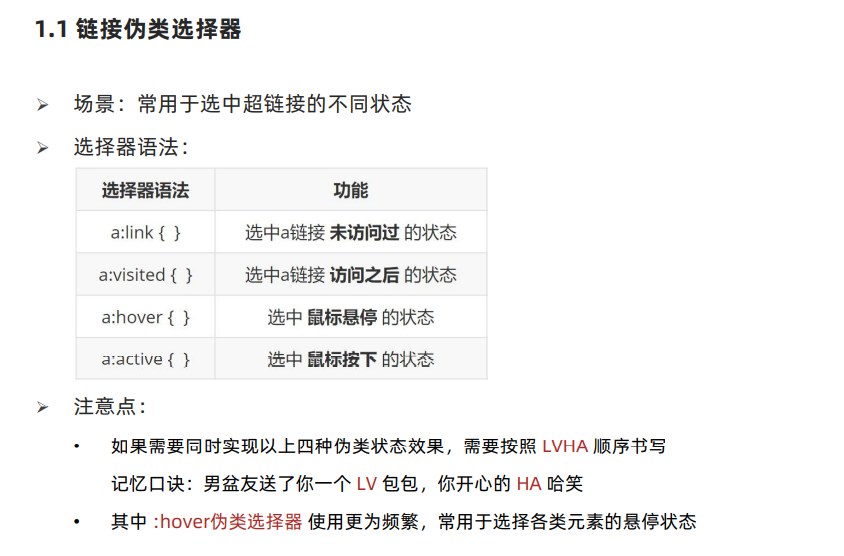 1.1 链接伪类选择器
场景：常用于选中超链接的不同状态
选择器语法：
选择器语法 功能
a:link { } 选中a链接 未访问过 的状态
a:visited { } 选中a链接 访问之后 的状态
a:hover { } 选中 鼠标悬停 的状态
a:active { } 选中 鼠标按下 的状态
注意点：
如果需要同时实现以上四种伪类状态效果，需要按照 LVHA 顺序书写
记忆口诀：男盆友送了你一个 LV 包包，你开心的 HA 哈笑
其中 :hover伪类选择器 使用更为频繁，常用于选择各类元素的悬停状态